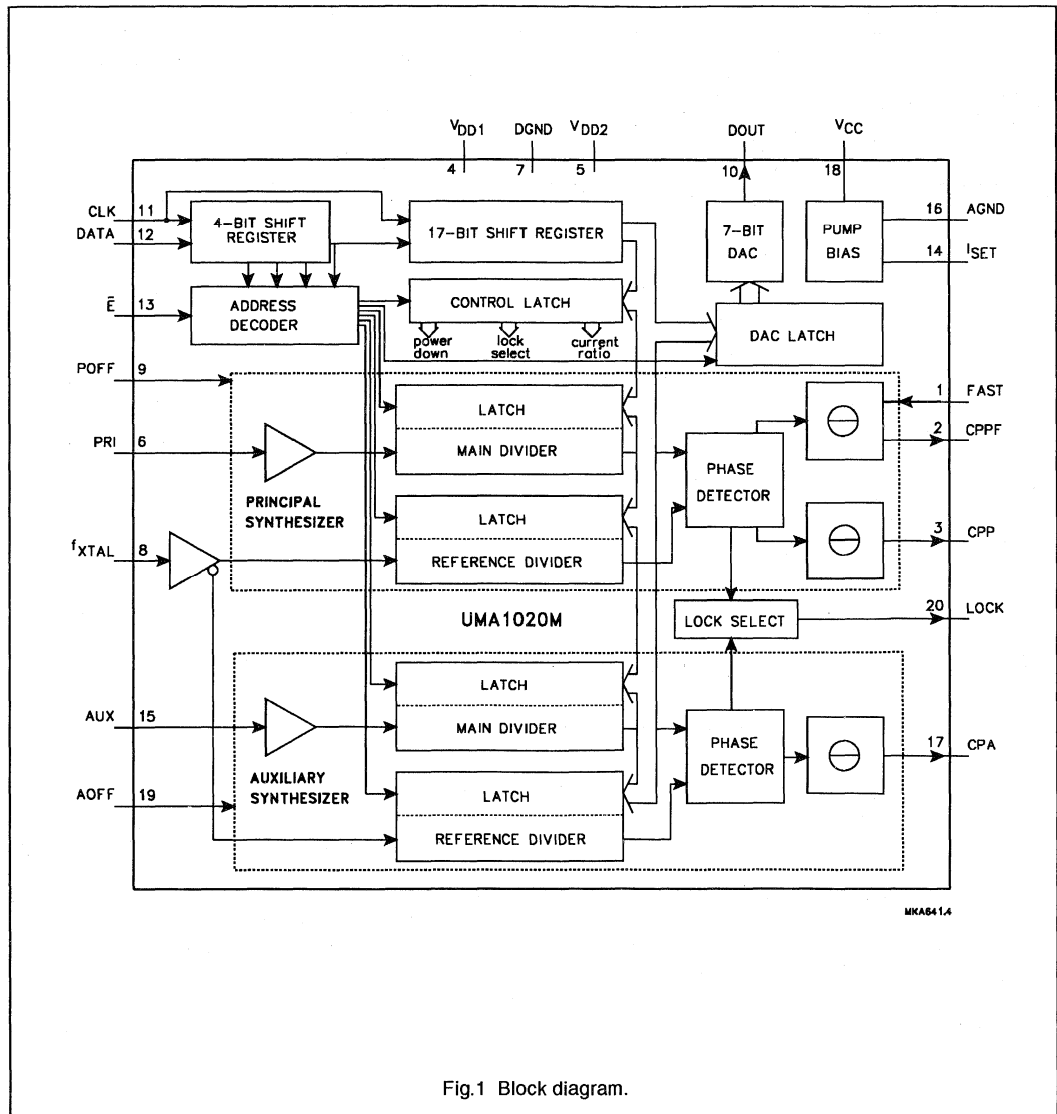 VDD1 DGND VDD2 DOUT VCC
4 7 5 10 18
CLK 11
DATA 12
4-BIT SHIFT
REGISTER
17-BIT SHIFT REGISTER
7-BIT
DAC
PUMP
BIAS
16 AGND
14 ISET
Ē 13
ADDRESS
DECODER
CONTROL LATCH
power
down
lock
select
current
ratio
DAC LATCH
POFF 9
LATCH
MAIN DIVIDER
1 FAST
2 CPPF
PRI 6
PHASE
DETECTOR
PRINCIPAL
SYNTHESIZER
LATCH
REFERENCE DIVIDER
3 CPP
fXTAL 8
UMA1020M
LOCK SELECT
20 LOCK
LATCH
MAIN DIVIDER
AUX 15
PHASE
DETECTOR
17 CPA
AUXILIARY
SYNTHESIZER
LATCH
REFERENCE DIVIDER
AOFF 19
MKA641.4
Fig.1 Block diagram.